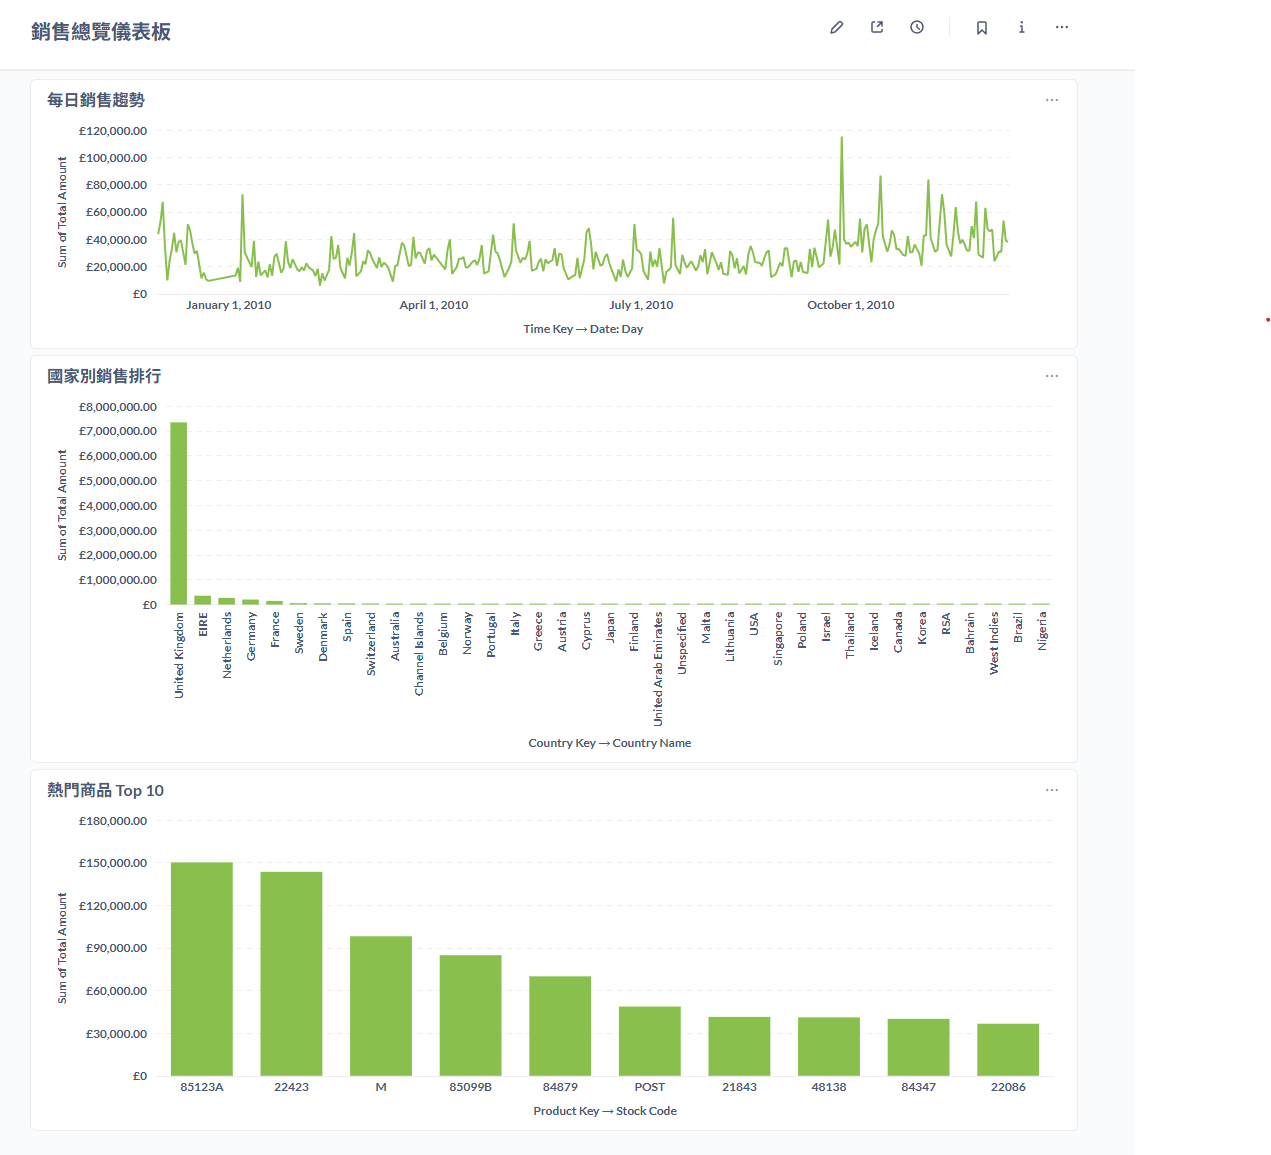 銷售總覽儀表板
每日銷售趨勢
£120,000.00
£100,000.00
£80,000.00
£60,000.00
£40,000.00
£20,000.00
£0
Sum of Total Amount
January 1, 2010
April 1, 2010
July 1, 2010
October 1, 2010
Time Key → Date: Day
國家別銷售排行
£8,000,000.00
£7,000,000.00
£6,000,000.00
£5,000,000.00
£4,000,000.00
£3,000,000.00
£2,000,000.00
£1,000,000.00
£0
Sum of Total Amount
United Kingdom
EIRE
Netherlands
Germany
France
Sweden
Denmark
Spain
Switzerland
Australia
Channel Islands
Belgium
Norway
Portugal
Italy
Greece
Austria
Cyprus
Japan
Finland
United Arab Emirates
Unspecified
Malta
Lithuania
USA
Singapore
Poland
Israel
Thailand
Iceland
Canada
Korea
RSA
Bahrain
West Indies
Brazil
Nigeria
Country Key → Country Name
熱門商品 Top 10
£180,000.00
£150,000.00
£120,000.00
£90,000.00
£60,000.00
£30,000.00
£0
Sum of Total Amount
85123A
22423
M
85099B
84879
POST
21843
48138
84347
22086
Product Key → Stock Code